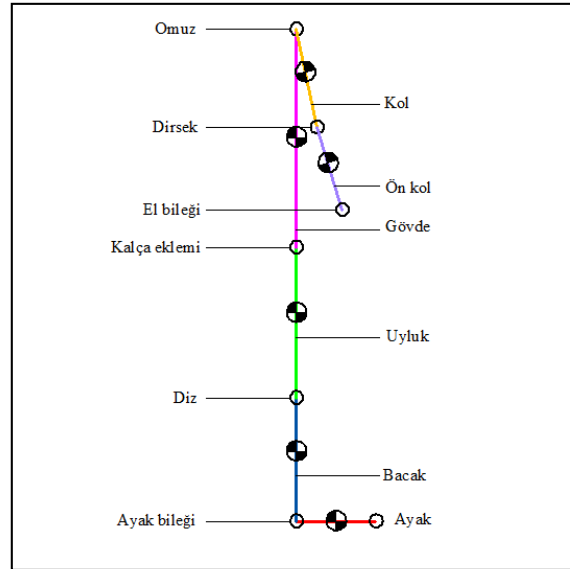 Omuz
Kol
Dirsek
Ön kol
El bileği
Gövde
Kalça eklemi
Uyluk
Diz
Bacak
Ayak bileği
Ayak